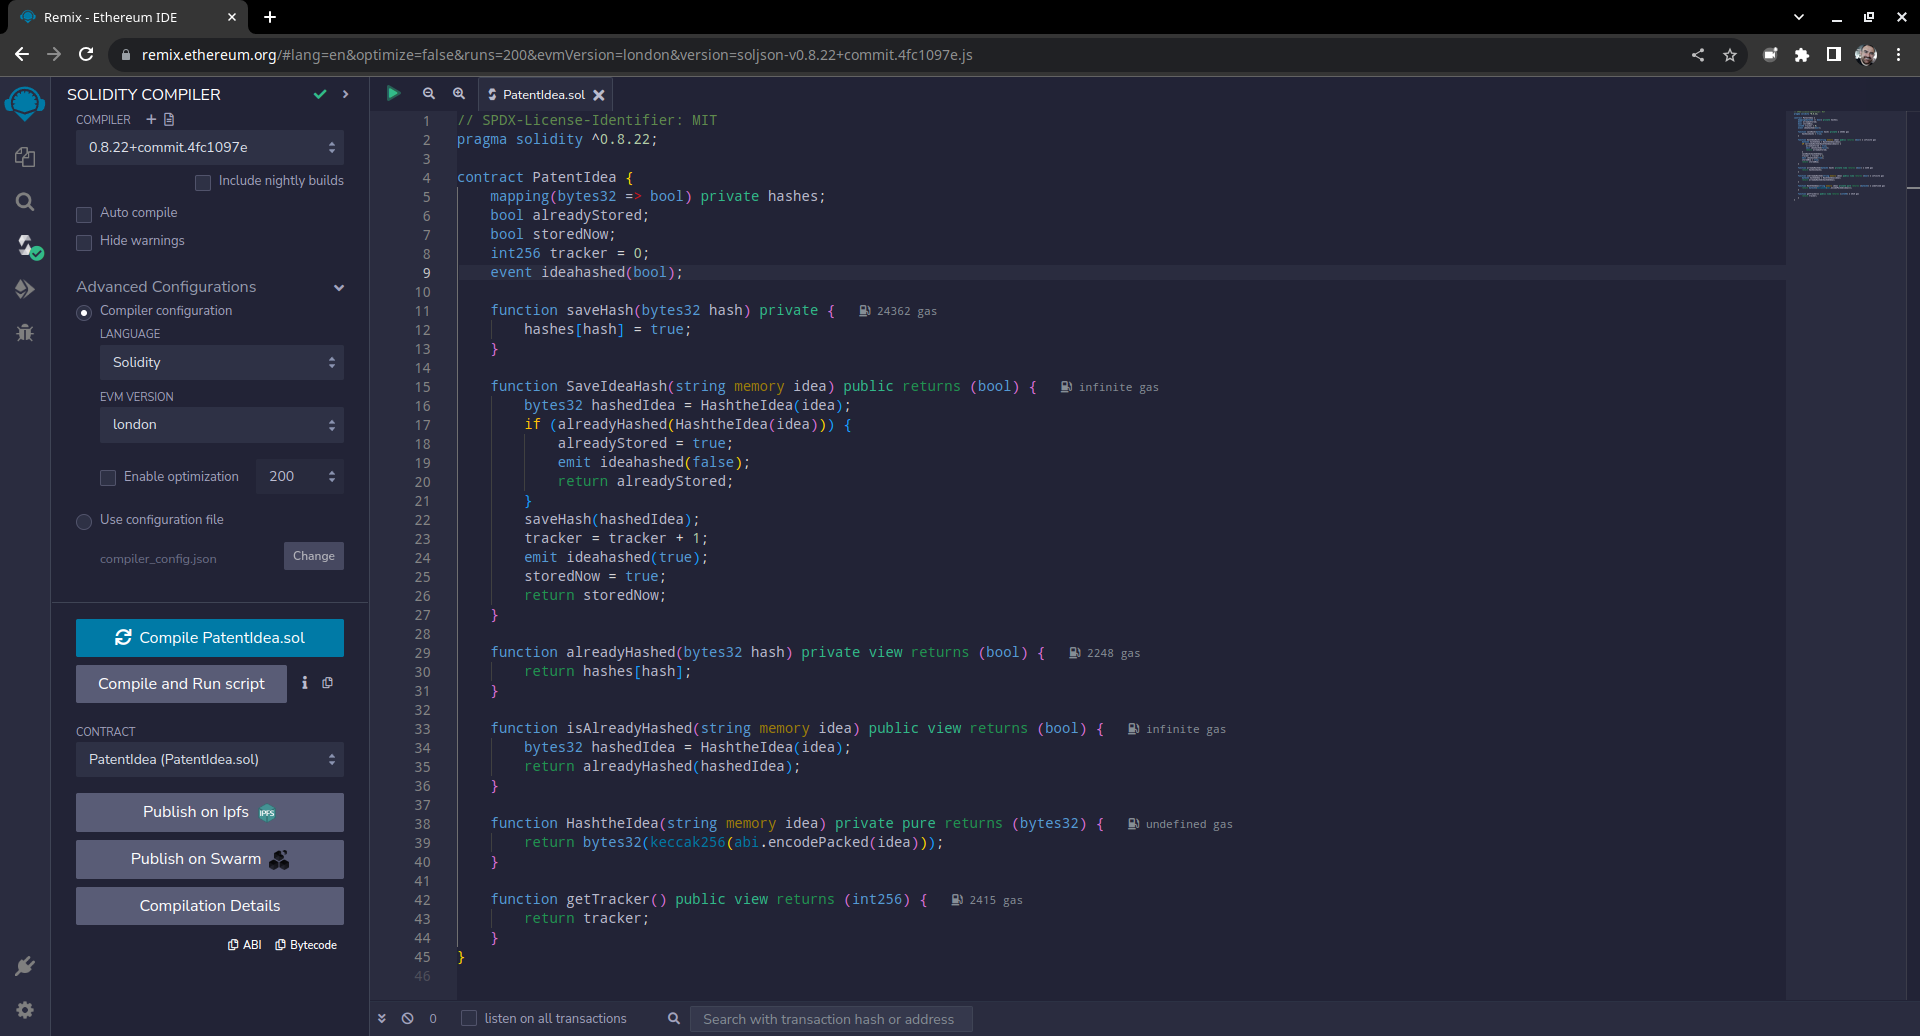 Remix - Ethereum IDE
remix.ethereum.org/#lang=en&optimize=false&runs=200&evmVersion=london&version=soljson-v0.8.22+commit.4fc1097e.js
SOLIDITY COMPILER
COMPILER
0.8.22+commit.4fc1097e
Include nightly builds
Auto compile
Hide warnings
Advanced Configurations
Compiler configuration
LANGUAGE
Solidity
EVM VERSION
london
Enable optimization
200
Use configuration file
compiler_config.json
Change
Compile PatentIdea.sol
Compile and Run script
CONTRACT
PatentIdea (PatentIdea.sol)
Publish on Ipfs
IPFS
Publish on Swarm
Compilation Details
ABI
Bytecode
PatentIdea.sol
1 // SPDX-License-Identifier: MIT
2 pragma solidity ^0.8.22;
3
4 contract PatentIdea {
5 mapping(bytes32 => bool) private hashes;
6 bool alreadyStored;
7 bool storedNow;
8 int256 tracker = 0;
9 event ideahashed(bool);
10
11 function saveHash(bytes32 hash) private { 24362 gas
12 hashes[hash] = true;
13 }
14
15 function SaveIdeaHash(string memory idea) public returns (bool) { infinite gas
16 bytes32 hashedIdea = HashtheIdea(idea);
17 if (alreadyHashed(HashtheIdea(idea))) {
18 alreadyStored = true;
19 emit ideahashed(false);
20 return alreadyStored;
21 }
22 saveHash(hashedIdea);
23 tracker = tracker + 1;
24 emit ideahashed(true);
25 storedNow = true;
26 return storedNow;
27 }
28
29 function alreadyHashed(bytes32 hash) private view returns (bool) { 2248 gas
30 return hashes[hash];
31 }
32
33 function isAlreadyHashed(string memory idea) public view returns (bool) { infinite gas
34 bytes32 hashedIdea = HashtheIdea(idea);
35 return alreadyHashed(hashedIdea);
36 }
37
38 function HashtheIdea(string memory idea) private pure returns (bytes32) { undefined gas
39 return bytes32(keccak256(abi.encodePacked(idea)));
40 }
41
42 function getTracker() public view returns (int256) { 2415 gas
43 return tracker;
44 }
45 }
46
0
listen on all transactions
Search with transaction hash or address